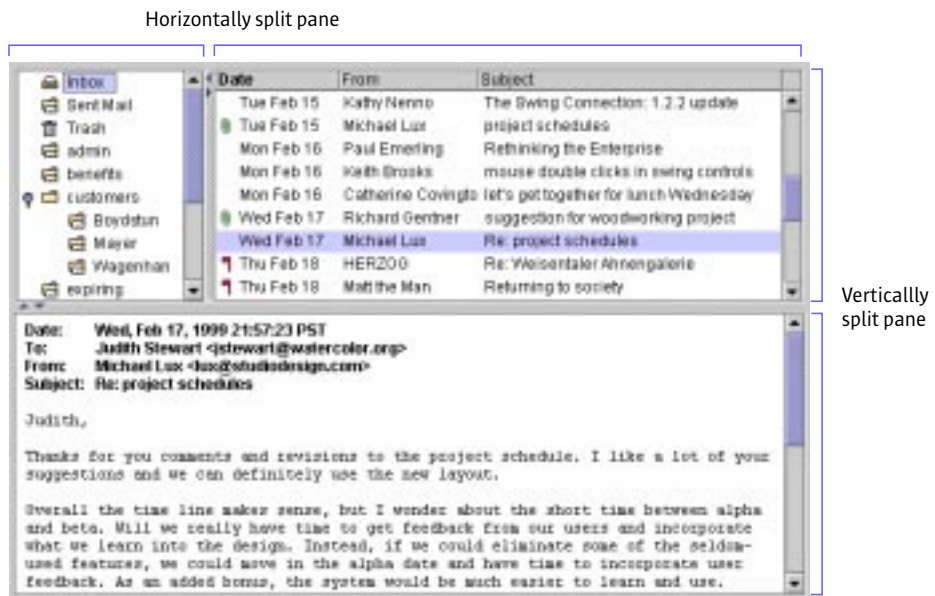 Horizontally split pane
Inbox
Sent Mail
Trash
admin
benefits
customers
Boydstun
Mayer
Wagenhan
expiring
Date From Subject
Tue Feb 15 Kathy Nenno The Swing Connection: 1.2.2 update
Tue Feb 15 Michael Lux project schedules
Mon Feb 16 Paul Emerling Rethinking the Enterprise
Mon Feb 16 Keith Brooks mouse double clicks in swing controls
Mon Feb 16 Catherine Covingto let's get together for lunch Wednesday
Wed Feb 17 Richard Gentner suggestion for woodworking project
Wed Feb 17 Michael Lux Re: project schedules
Thu Feb 18 HERZOG Re: Weisentaler Ahnengalerie
Thu Feb 18 Matt the Man Returning to society
Verticallly
split pane
Date: Wed, Feb 17, 1999 21:57:23 PST
To: Judith Stewart <jstewart@watercolor.org>
From: Michael Lux <lux@studiodesign.com>
Subject: Re: project schedules
Judith,
Thanks for you comments and revisions to the project schedule. I like a lot of your
suggestions and we can definitely use the new layout.
Overall the time line makes sense, but I wonder about the short time between alpha
and beta. Will we really have time to get feedback from our users and incorporate
what we learn into the design. Instead, if we could eliminate some of the seldom-
used features, we could move in the alpha date and have time to incorporate user
feedback. As an added bonus, the system would be much easier to learn and use.